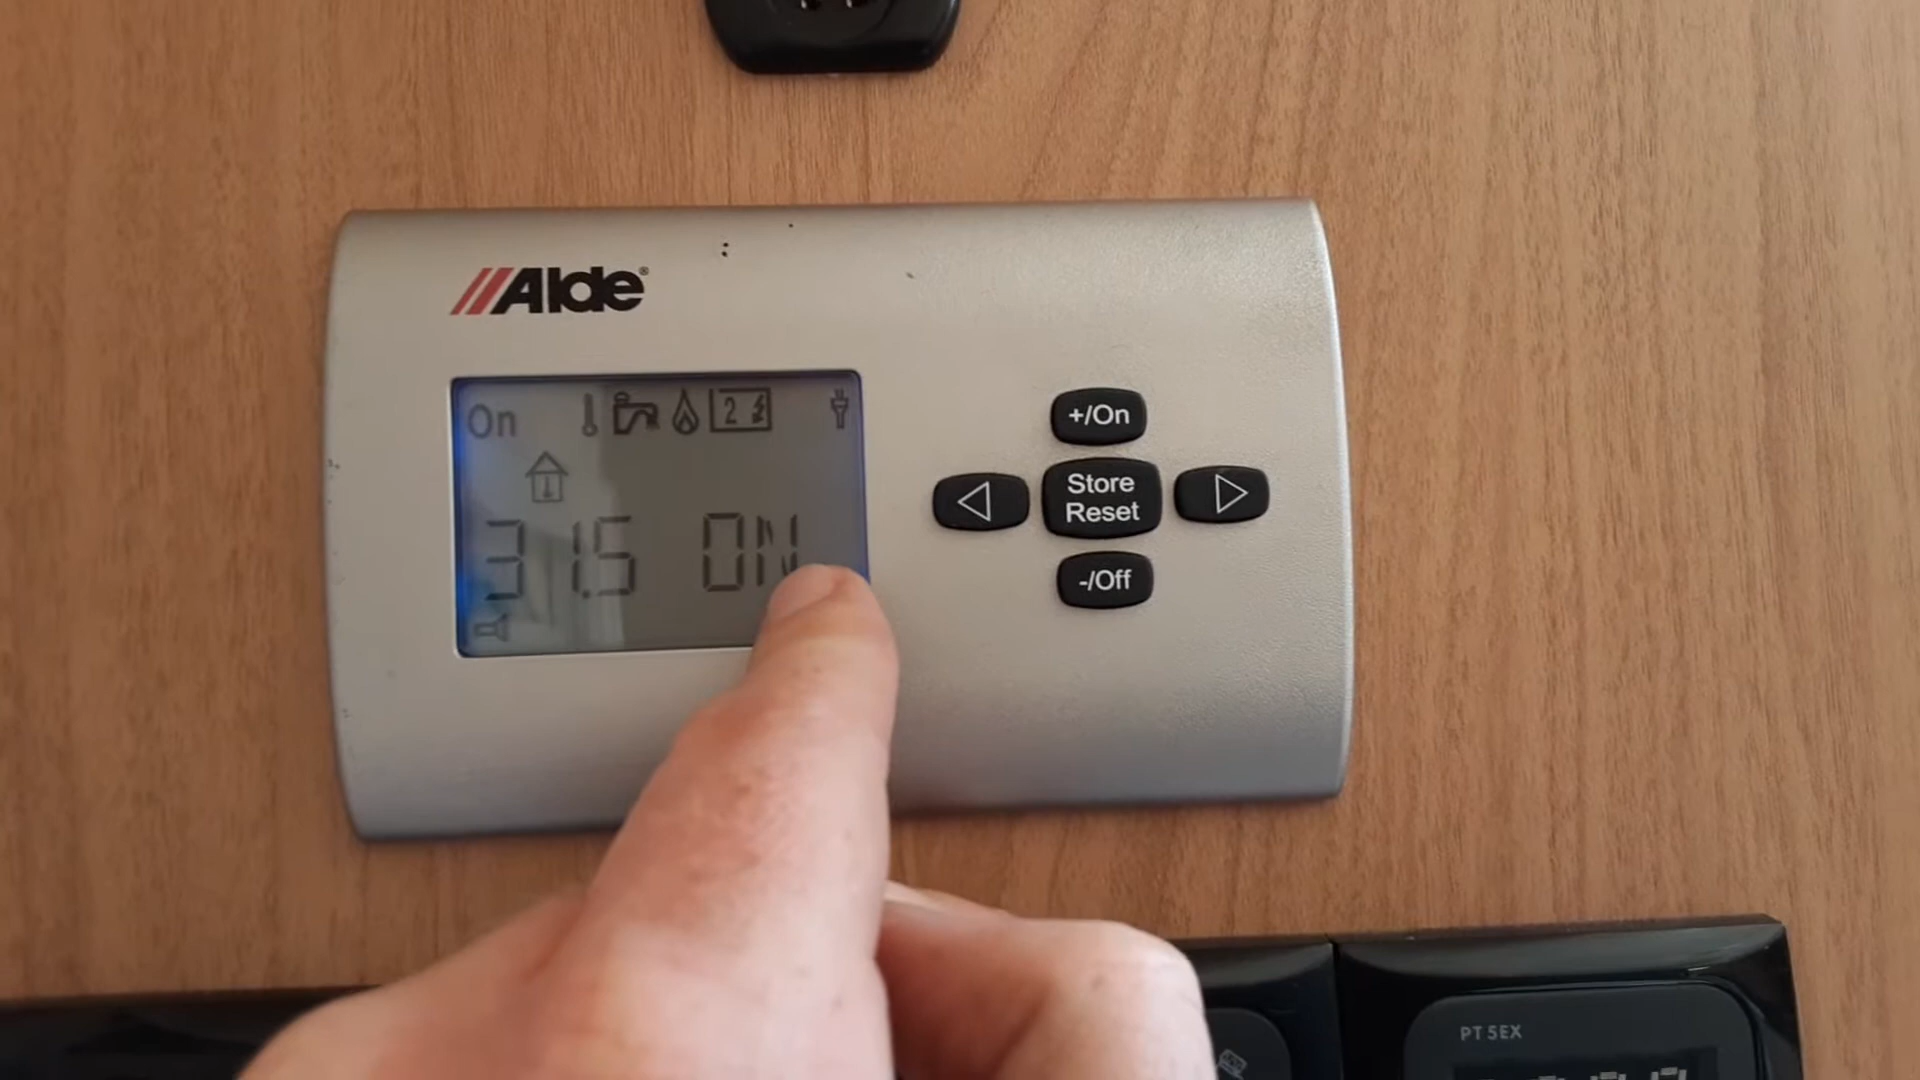 Alde®
On 2
31.5 ON
+/On
Store
Reset
-/Off
PT 5EX